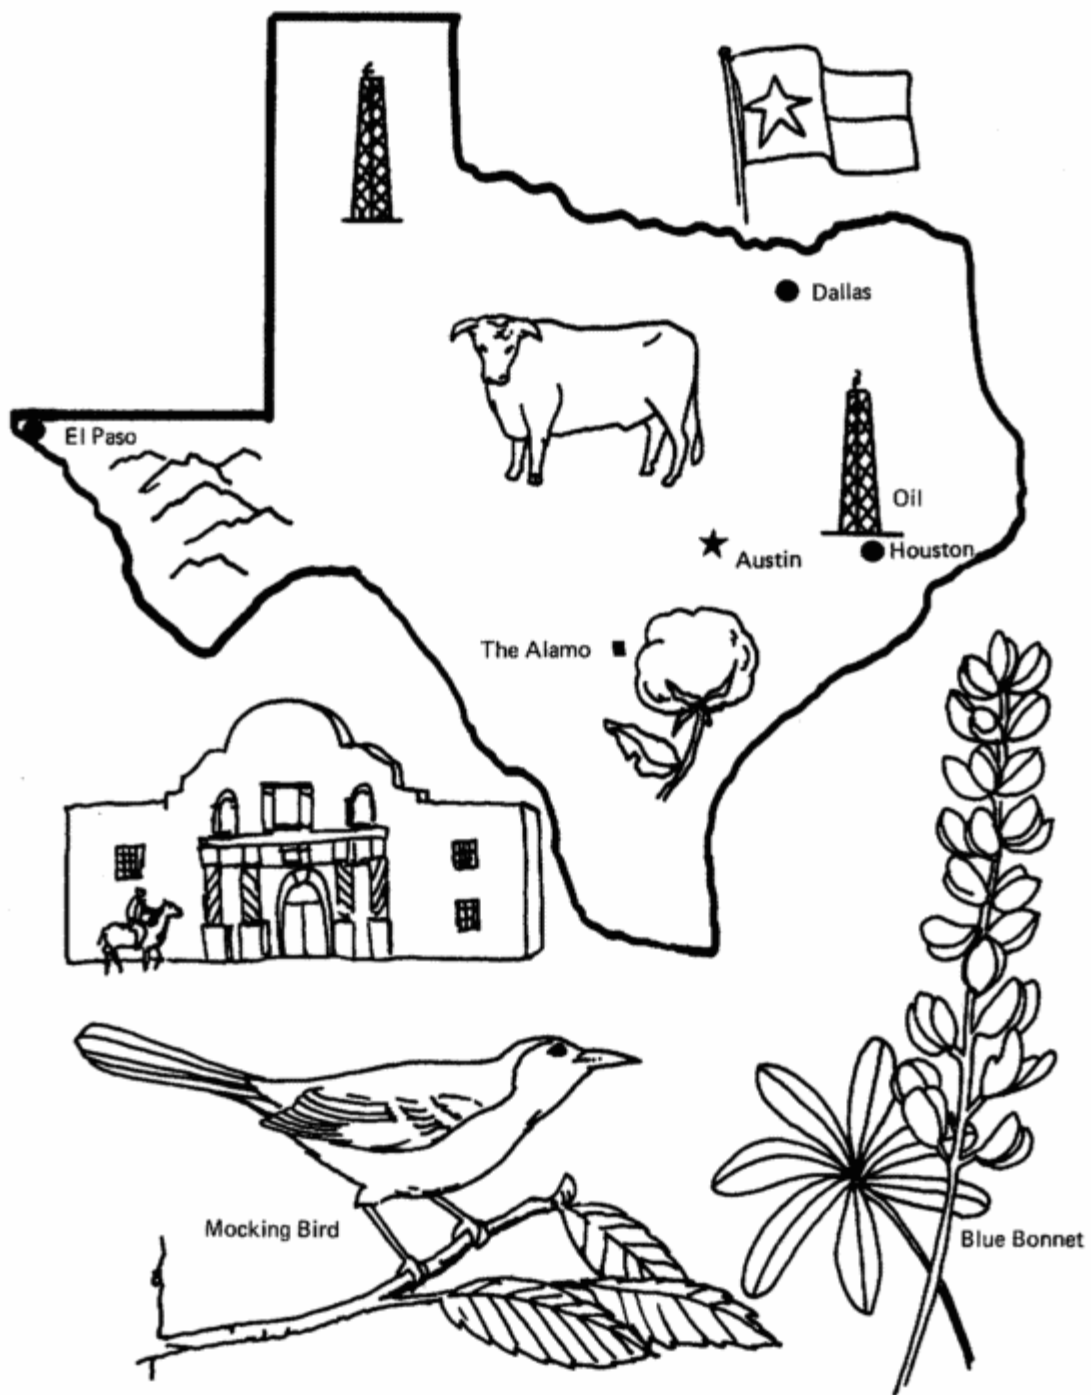 Dallas
El Paso
Oil
Houston
Austin
The Alamo
Mocking Bird
Blue Bonnet